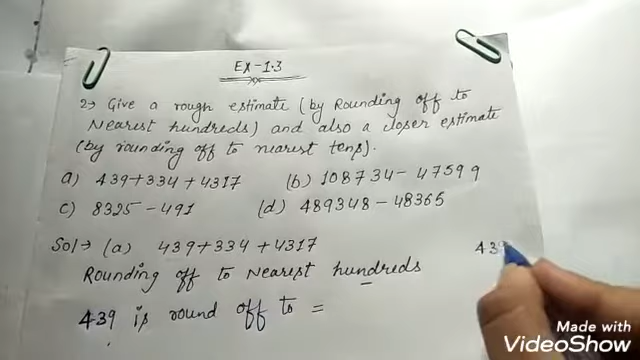 Ex-1.3
2→ Give a rough estimate (by Rounding off to
Nearest hundreds) and also a closer estimate
(by rounding off to nearest tens).
a) 439+334+4317 (b) 108734-47599
c) 8325-491 (d) 489348-48365
Sol→ (a) 439+334+4317
Rounding off to Nearest hundreds
439 is round off to =
439
Made with
VideoShow